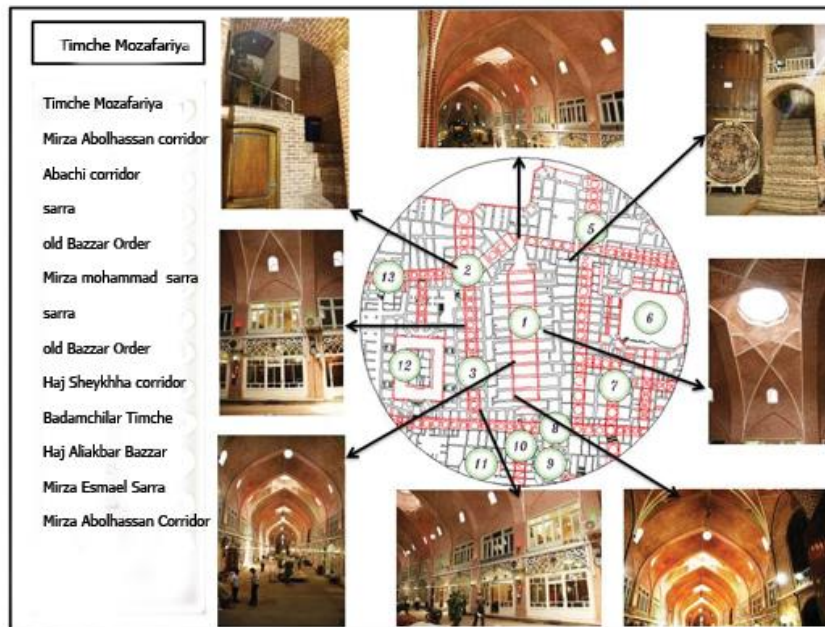 Timche Mozafariya
Timche Mozafariya
Mirza Abolhassan corridor
Abachi corridor
sarra
old Bazzar Order
Mirza mohammad sarra
sarra
old Bazzar Order
Haj Sheykhha corridor
Badamchilar Timche
Haj Aliakbar Bazzar
Mirza Esmael Sarra
Mirza Abolhassan Corridor
5
2
13
6
1
12
3
7
8
10
11
9